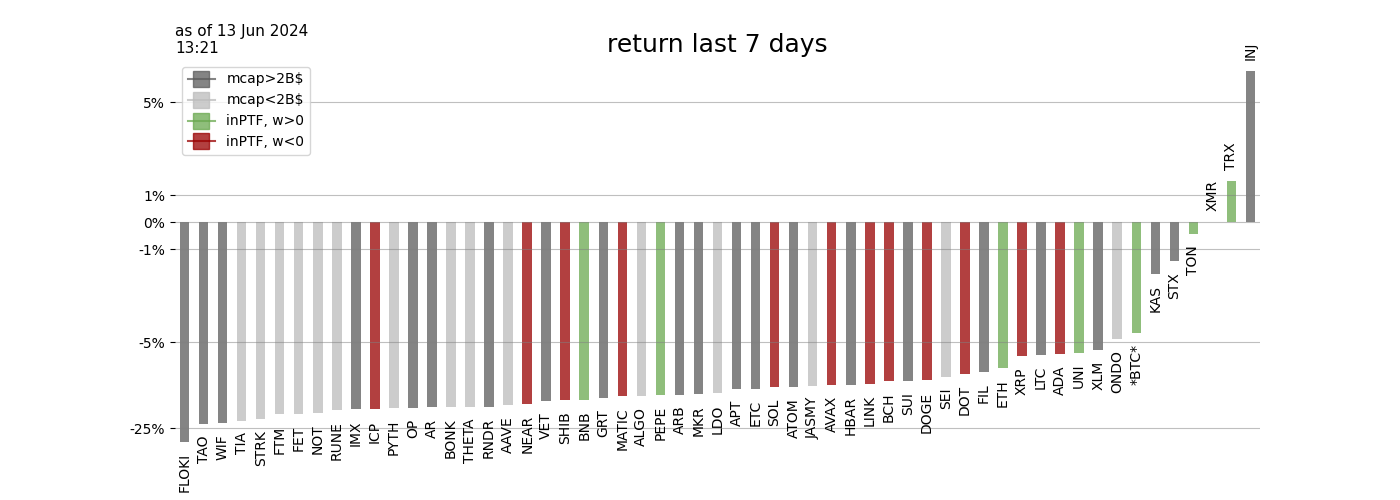 as of 13 Jun 2024
13:21
return last 7 days
mcap>2B$
mcap<2B$
inPTF, w>0
inPTF, w<0
5%
1%
0%
-1%
-5%
-25%
FLOKI
TAO
WIF
TIA
STRK
FTM
FET
NOT
RUNE
IMX
ICP
PYTH
OP
AR
BONK
THETA
RNDR
AAVE
NEAR
VET
SHIB
BNB
GRT
MATIC
ALGO
PEPE
ARB
MKR
LDO
APT
ETC
SOL
ATOM
JASMY
AVAX
HBAR
LINK
BCH
SUI
DOGE
SEI
DOT
FIL
ETH
XRP
LTC
ADA
UNI
XLM
ONDO
*BTC*
KAS
STX
TON
XMR
TRX
INJ